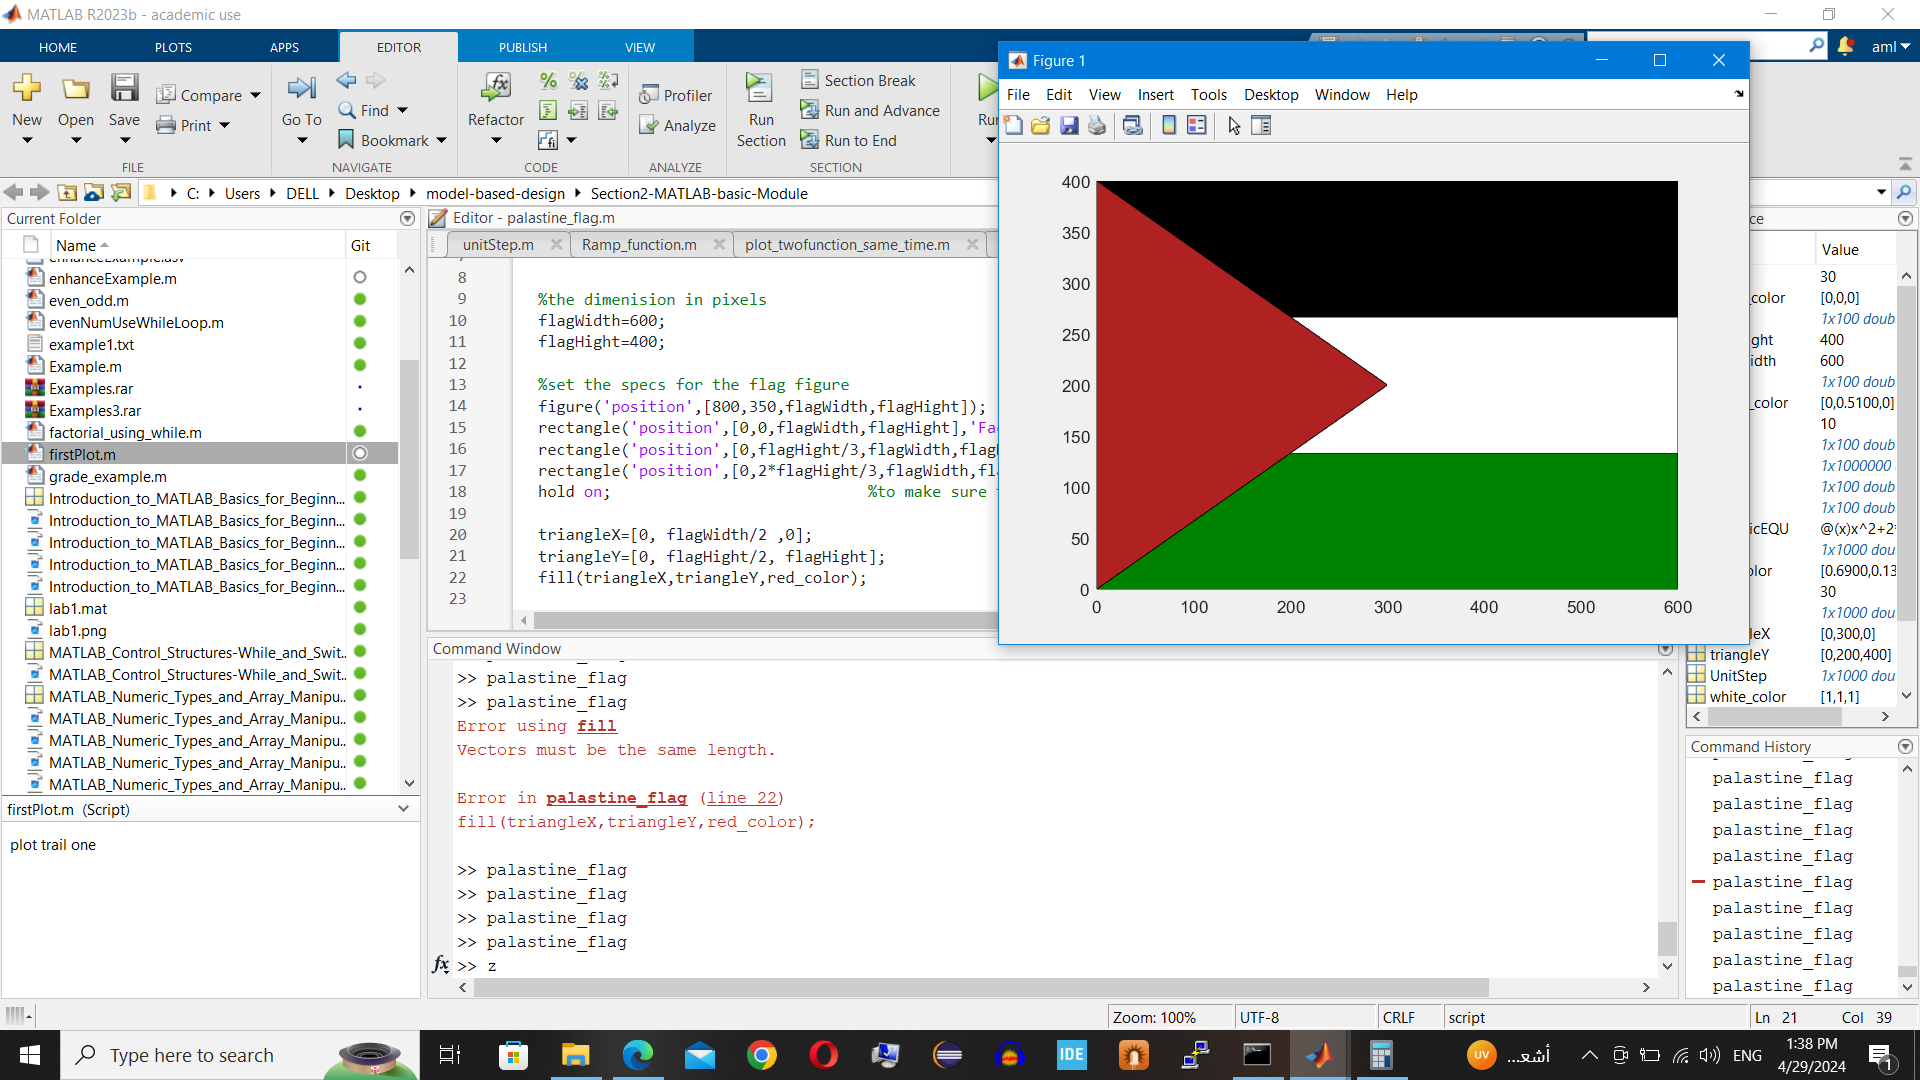 MATLAB R2023b - academic use
HOME PLOTS APPS EDITOR PUBLISH VIEW
aml
New Open Save Compare Print
FILE
Go To Find Bookmark
NAVIGATE
Refactor
CODE
Profiler Analyze
ANALYZE
Run Section
Section Break
Run and Advance
Run to End
SECTION
C: Users DELL Desktop model-based-design Section2-MATLAB-basic-Module
Current Folder
Name Git
enhanceExample.asv
enhanceExample.m
even_odd.m
evenNumUseWhileLoop.m
example1.txt
Example.m
Examples.rar
Examples3.rar
factorial_using_while.m
firstPlot.m
grade_example.m
Introduction_to_MATLAB_Basics_for_Beginn...
Introduction_to_MATLAB_Basics_for_Beginn...
Introduction_to_MATLAB_Basics_for_Beginn...
Introduction_to_MATLAB_Basics_for_Beginn...
Introduction_to_MATLAB_Basics_for_Beginn...
lab1.mat
lab1.png
MATLAB_Control_Structures-While_and_Swit...
MATLAB_Control_Structures-While_and_Swit...
MATLAB_Numeric_Types_and_Array_Manipu...
MATLAB_Numeric_Types_and_Array_Manipu...
MATLAB_Numeric_Types_and_Array_Manipu...
MATLAB_Numeric_Types_and_Array_Manipu...
MATLAB_Numeric_Types_and_Array_Manipu...
firstPlot.m (Script)
plot trail one
Editor - palastine_flag.m
unitStep.m Ramp_function.m plot_twofunction_same_time.m
8
9 %the dimenision in pixels
10 flagWidth=600;
11 flagHight=400;
12
13 %set the specs for the flag figure
14 figure('position',[800,350,flagWidth,flagHight]);
15 rectangle('position',[0,0,flagWidth,flagHight],'Fa
16 rectangle('position',[0,flagHight/3,flagWidth,flag
17 rectangle('position',[0,2*flagHight/3,flagWidth,fl
18 hold on; %to make sure
19
20 triangleX=[0, flagWidth/2 ,0];
21 triangleY=[0, flagHight/2, flagHight];
22 fill(triangleX,triangleY,red_color);
23
Figure 1
File Edit View Insert Tools Desktop Window Help
400
350
300
250
200
150
100
50
0
0 100 200 300 400 500 600
Command Window
>> palastine_flag
>> palastine_flag
Error using fill
Vectors must be the same length.
Error in palastine_flag (line 22)
fill(triangleX,triangleY,red_color);
>> palastine_flag
>> palastine_flag
>> palastine_flag
>> palastine_flag
fx >> z
ce
Value
30
_color [0,0,0]
1x100 doub
ght 400
idth 600
1x100 doub
_color [0,0.5100,0]
10
1x100 doub
1x1000000
1x100 doub
1x100 doub
icEQU @(x)x^2+2*
1x1000 dou
olor [0.6900,0.13
30
1x1000 dou
leX [0,300,0]
triangleY [0,200,400]
UnitStep 1x1000 dou
white_color [1,1,1]
Command History
palastine_flag
palastine_flag
palastine_flag
palastine_flag
palastine_flag
palastine_flag
palastine_flag
palastine_flag
palastine_flag
Zoom: 100% UTF-8 CRLF script Ln 21 Col 39
Type here to search
IDE
UV
أشع...
ENG
1:38 PM
4/29/2024
1